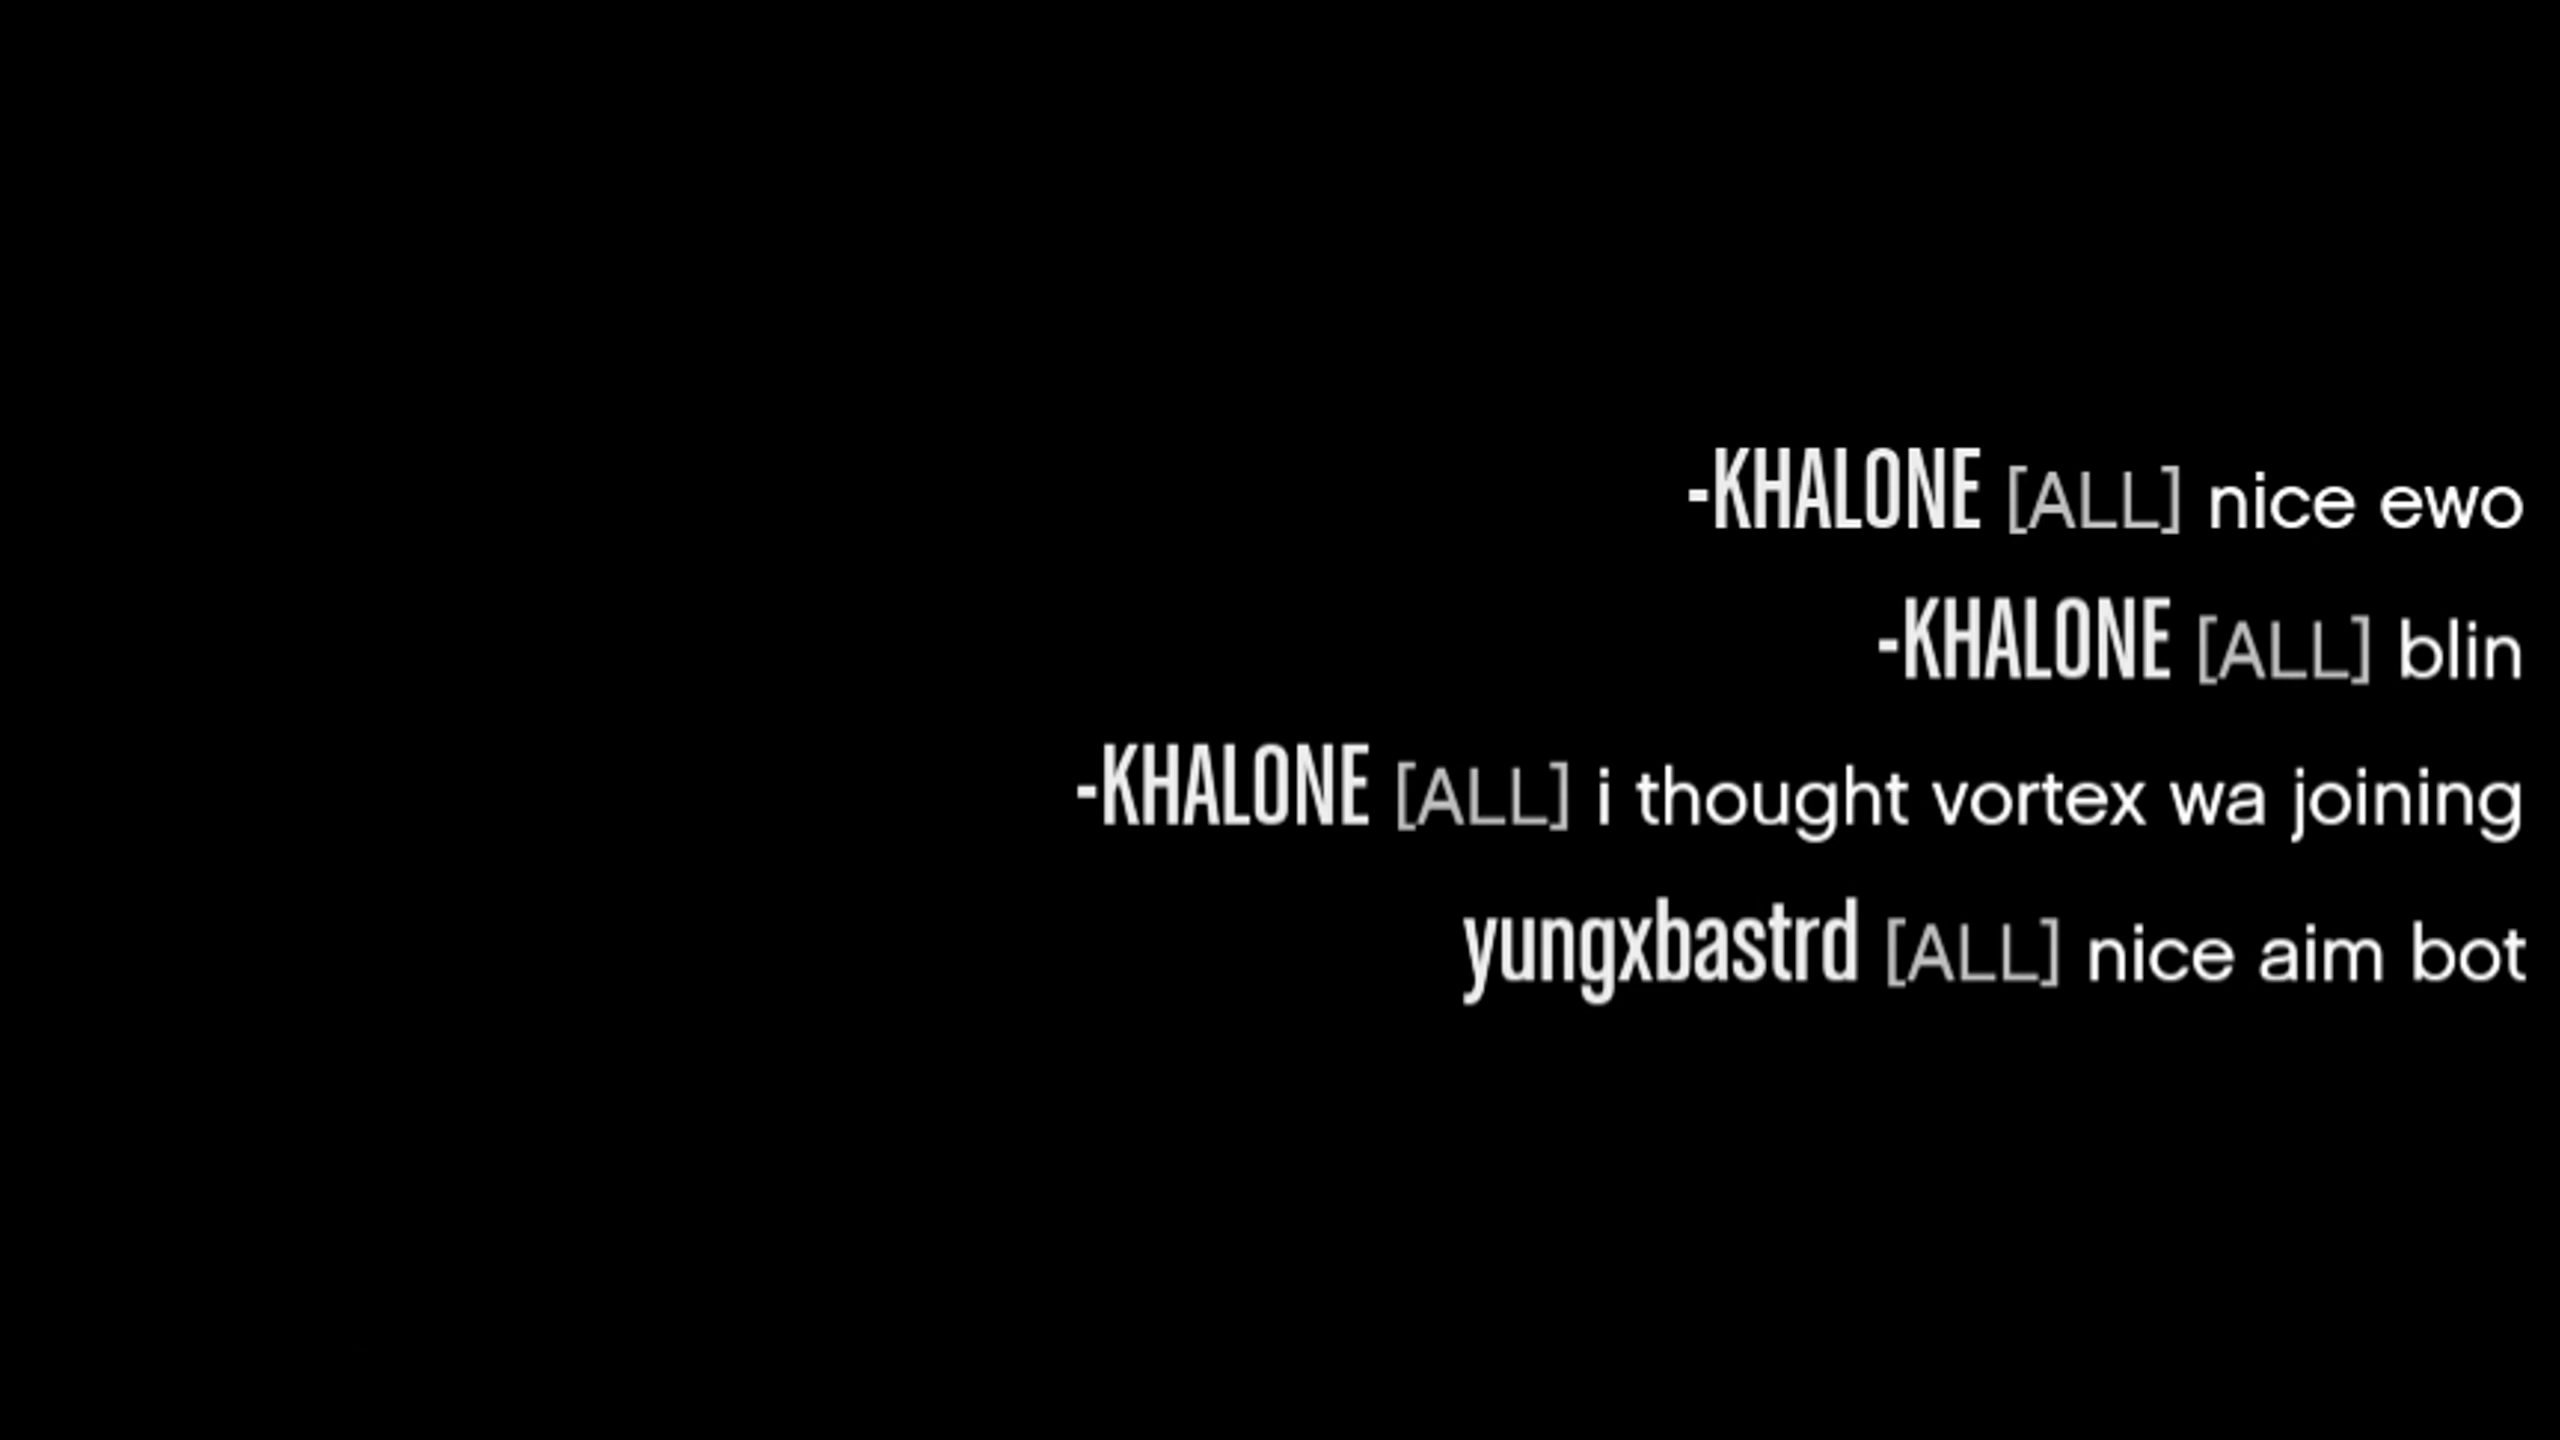 -KHALONE [ALL] nice ewo
-KHALONE [ALL] blin
-KHALONE [ALL] i thought vortex wa joining
yungxbastrd [ALL] nice aim bot